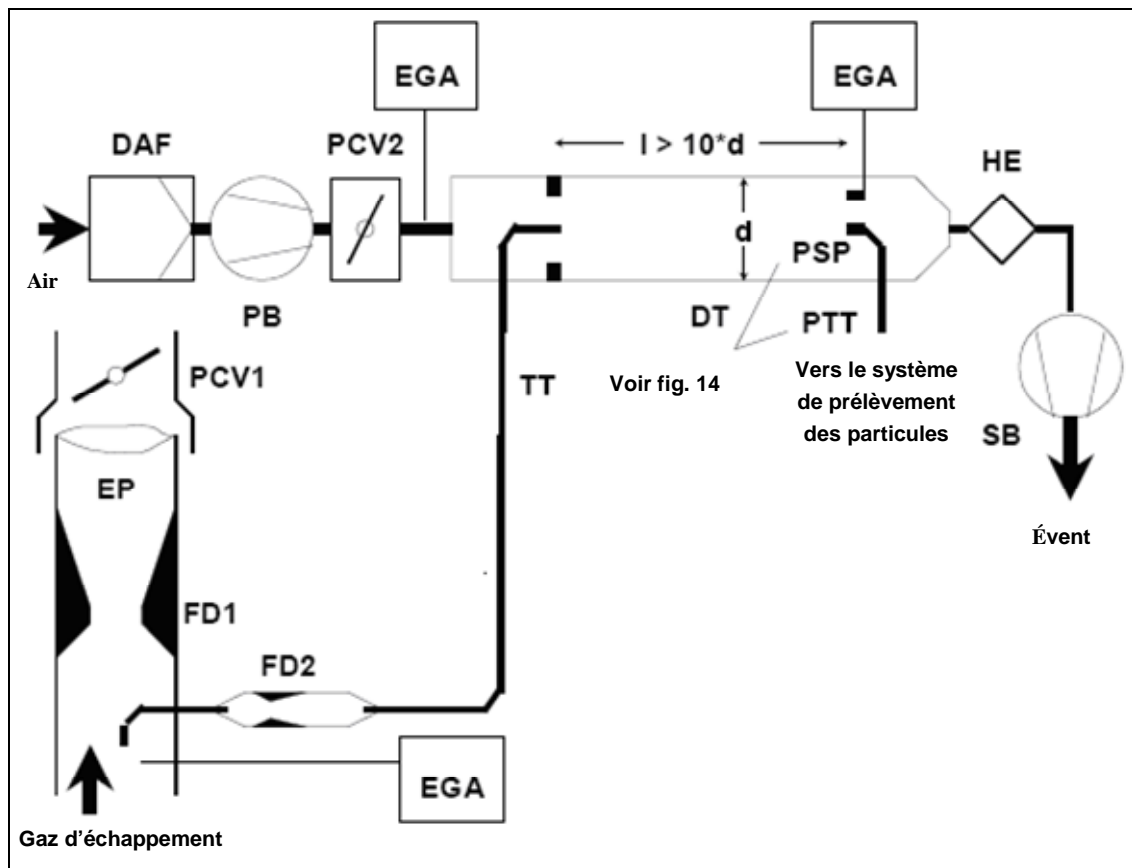 EGA
EGA
DAF
PCV2
l > 10*d
HE
Air
d
PSP
PB
DT
PTT
PCV1
TT
Voir fig. 14
Vers le système
de prélèvement
des particules
SB
EP
Évent
FD1
FD2
EGA
Gaz d'échappement